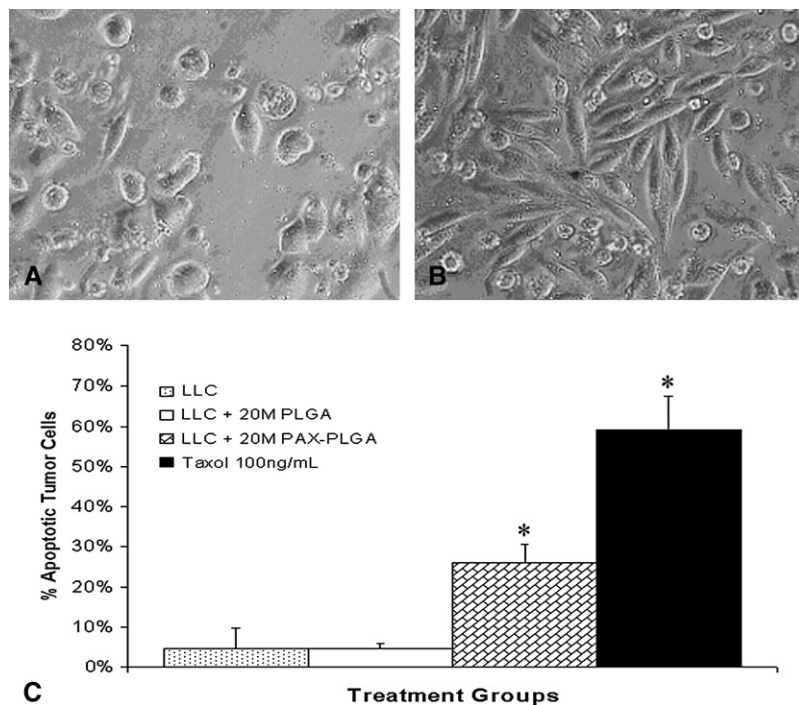 A
B
80%
70%
60%
50%
40%
30%
20%
10%
0%
% Apoptotic Tumor Cells
LLC
LLC + 20M PLGA
LLC + 20M PAX-PLGA
Taxol 100ng/mL
*
*
C
Treatment Groups